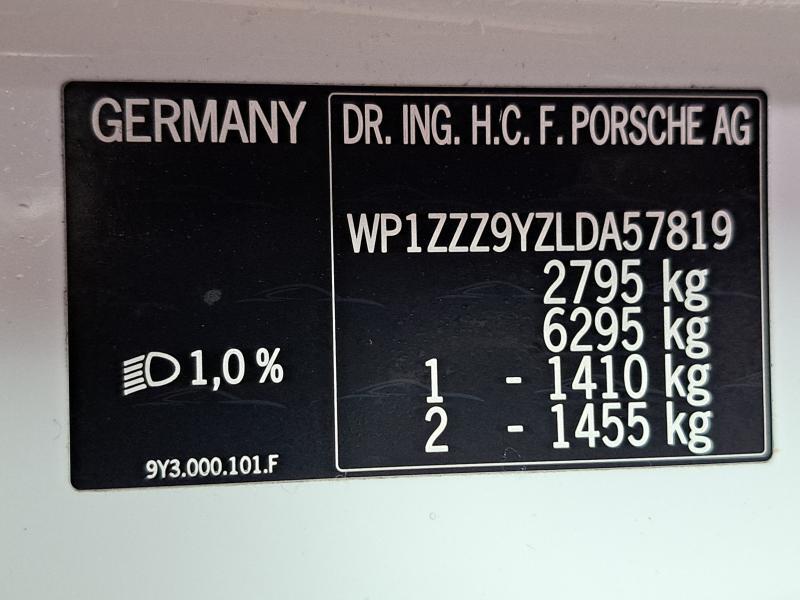 GERMANY
DR. ING. H.C. F. PORSCHE AG
WP1ZZZ9YZLDA57819
2795 kg
6295 kg
1 - 1410 kg
2 - 1455 kg
1,0 %
9Y3.000.101.F